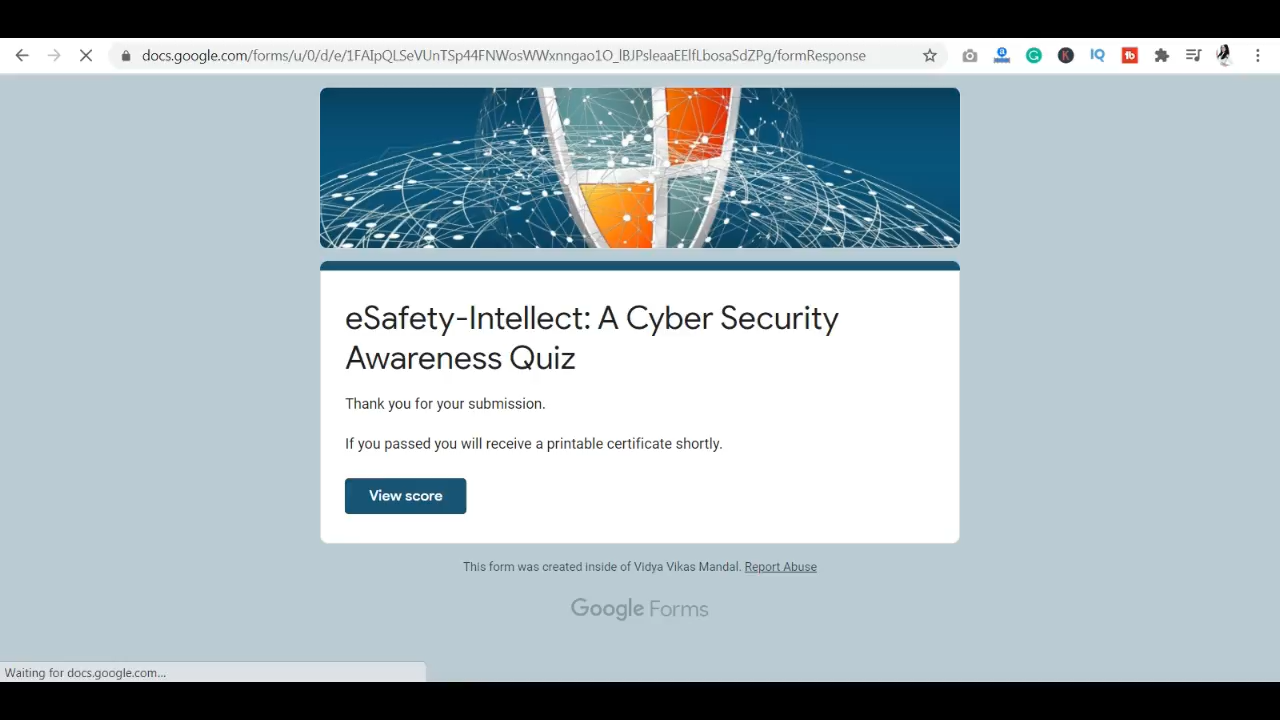 docs.google.com/forms/u/0/d/e/1FAIpQLSeVUnTSp44FNWosWWxnngao1O_lBJPsleaaEElfLbosaSdZPg/formResponse
eSafety-Intellect: A Cyber Security
Awareness Quiz
Thank you for your submission.
If you passed you will receive a printable certificate shortly.
View score
This form was created inside of Vidya Vikas Mandal. Report Abuse
Google Forms
Waiting for docs.google.com...